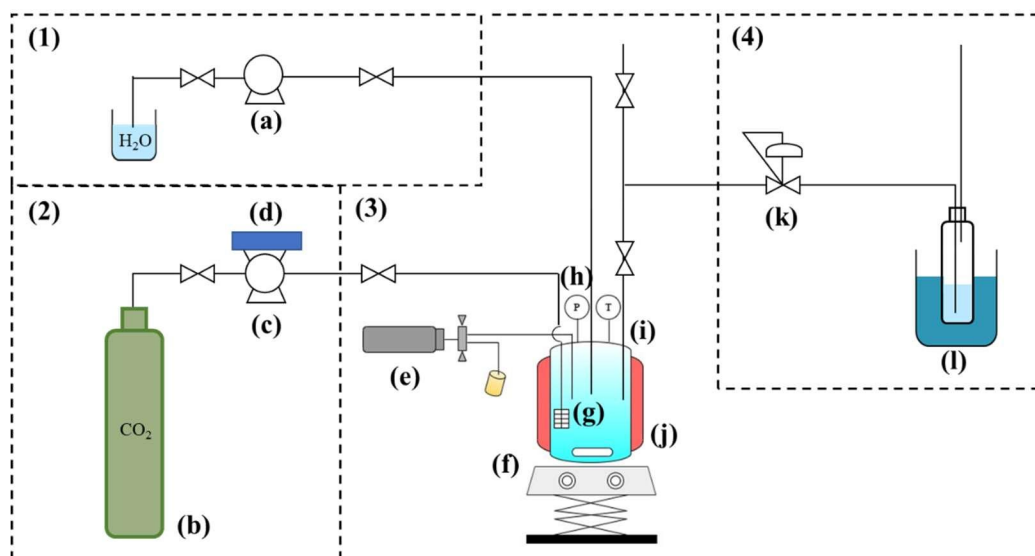 (1)
(4)
H₂O
(a)
(2)
(d)
(3)
(k)
(h)
P
T
(c)
(i)
(e)
(l)
(g)
CO₂
(j)
(f)
(b)